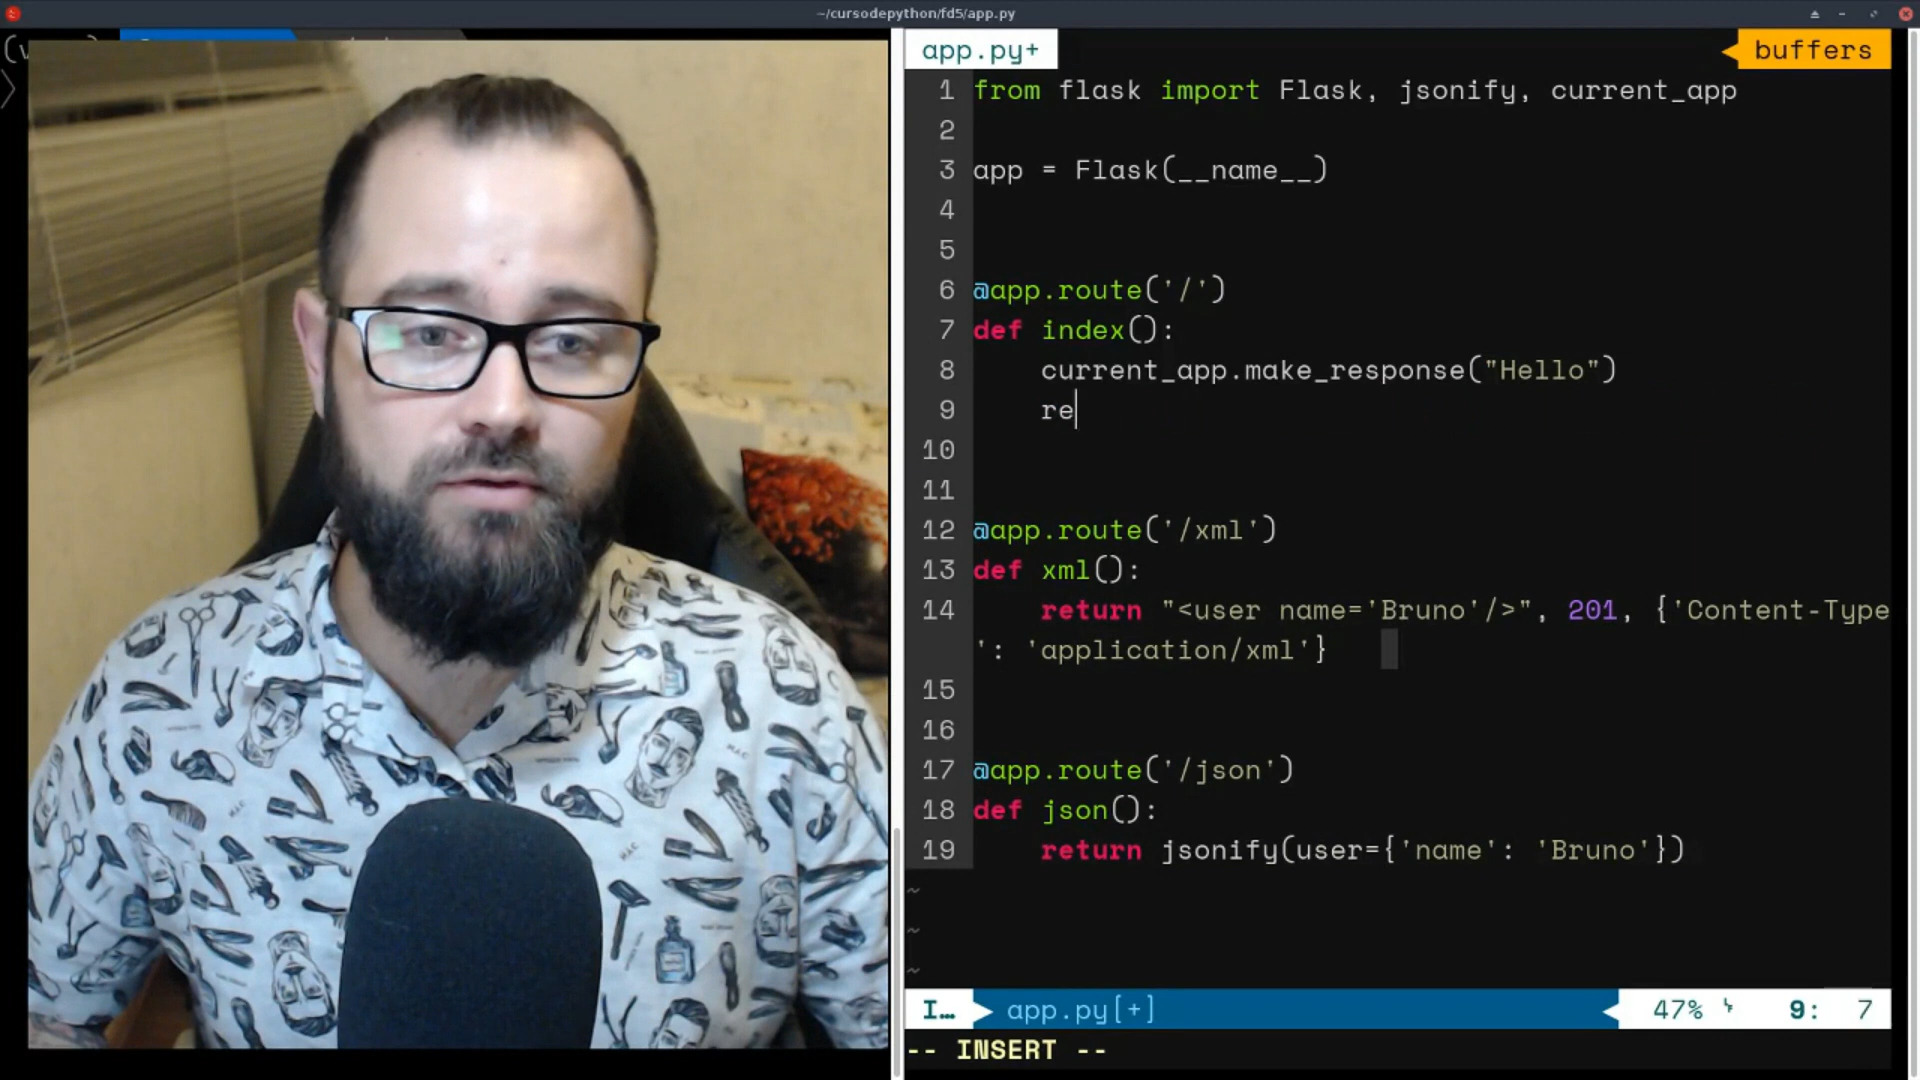 ~/cursodepython/fd5/app.py
app.py+
buffers
1 from flask import Flask, jsonify, current_app
2
3 app = Flask(__name__)
4
5
6 @app.route('/')
7 def index():
8 current_app.make_response("Hello")
9 re
10
11
12 @app.route('/xml')
13 def xml():
14 return "<user name='Bruno'/>", 201, {'Content-Type
': 'application/xml'}
15
16
17 @app.route('/json')
18 def json():
19 return jsonify(user={'name': 'Bruno'})
~
~
~
I… app.py[+] 47% 9: 7
-- INSERT --